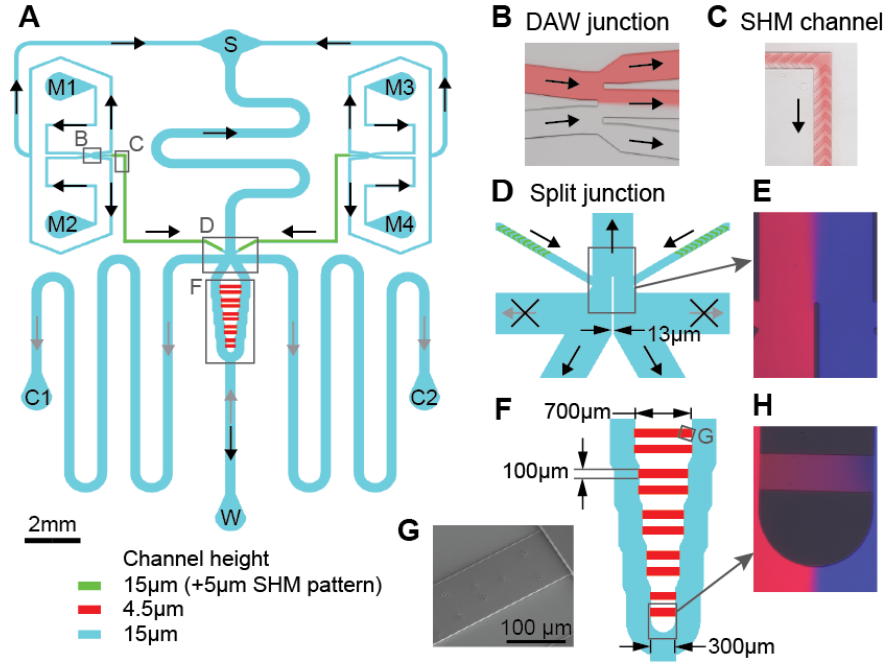 A
B DAW junction
C SHM channel
S
M1
M3
B
C
M2
M4
D
F
C1
C2
W
2mm
Channel height
15µm (+5µm SHM pattern)
4.5µm
15µm
D Split junction
E
13µm
F
700µm
G
100µm
300µm
H
G
100 µm